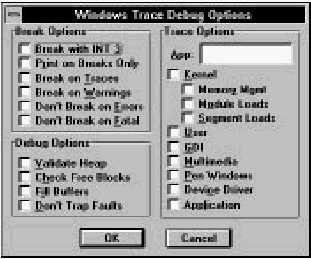 Windows Trace Debug Options
Break Options
Break with INT 3
Print on Breaks Only
Break on Traces
Break on Warnings
Don't Break on Errors
Don't Break on Fatal
Debug Options
Validate Heap
Check Free Blocks
Fill Buffers
Don't Trap Faults
Trace Options
App:
Kernel
Memory Mgmt
Module Loads
Segment Loads
User
GDI
Multimedia
Pen Windows
Device Driver
Application
OK
Cancel